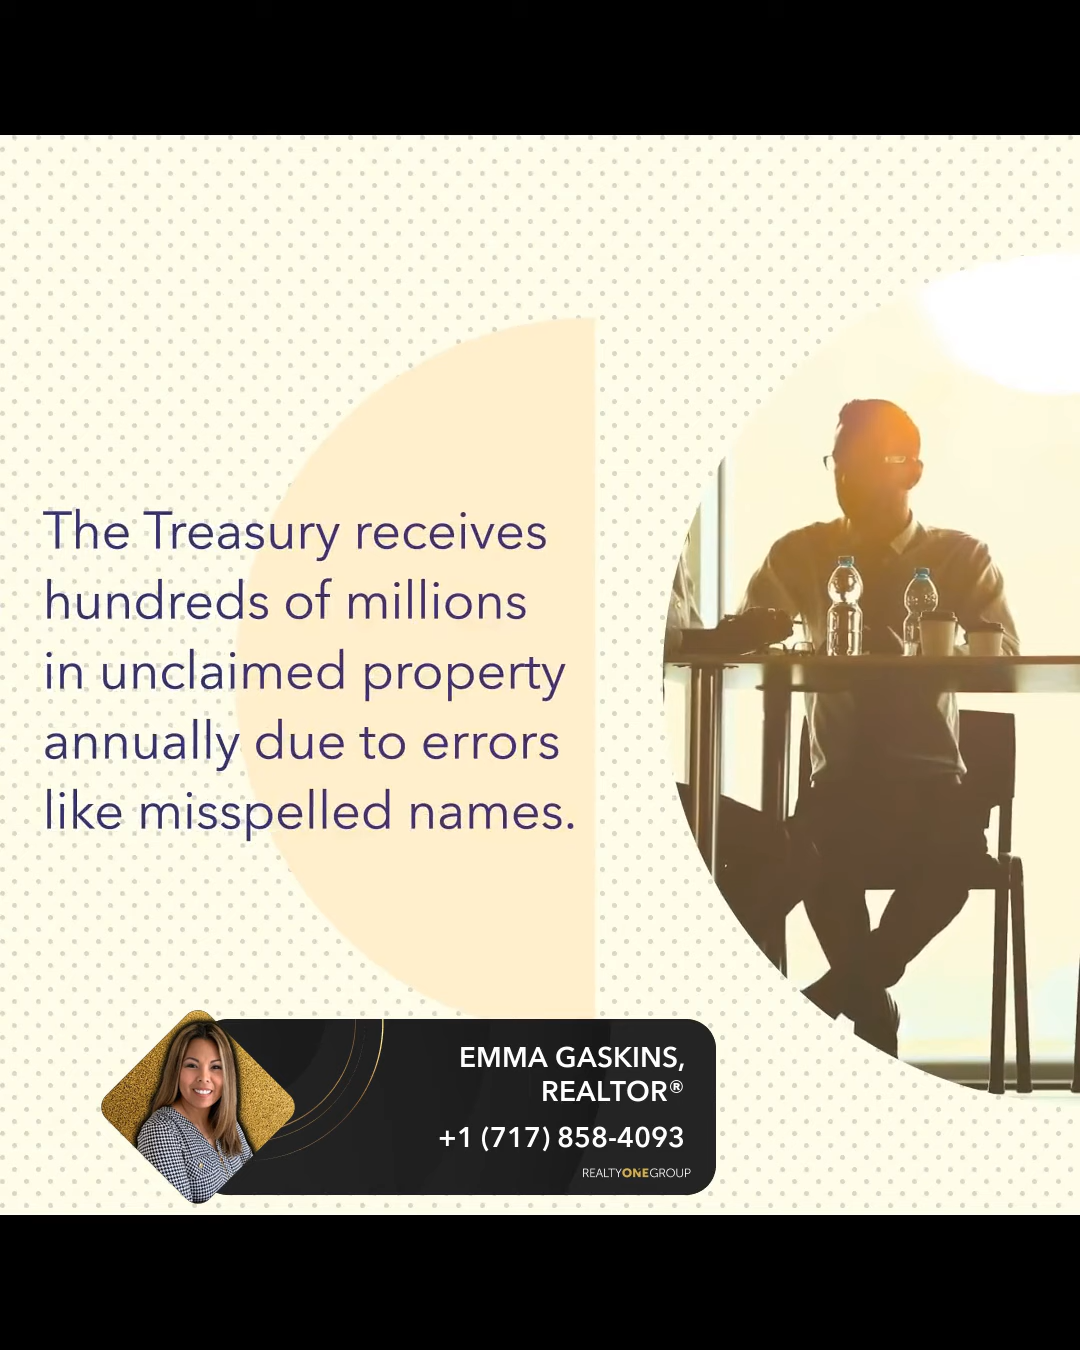 The Treasury receives
hundreds of millions
in unclaimed property
annually due to errors
like misspelled names.
EMMA GASKINS,
REALTOR®
+1 (717) 858-4093
REALTYONEGROUP